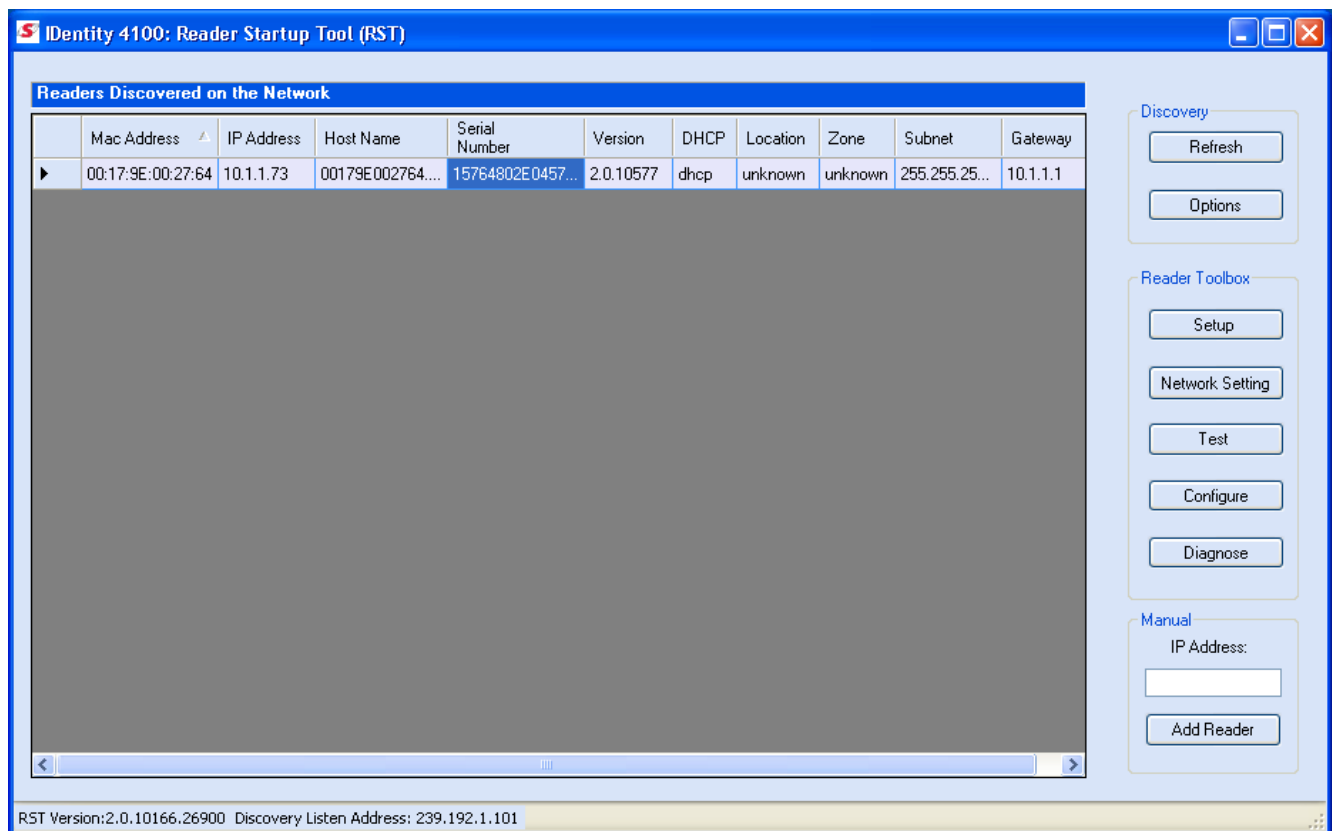 IDentity 4100: Reader Startup Tool (RST)
Readers Discovered on the Network
Mac Address IP Address Host Name Serial Number Version DHCP Location Zone Subnet Gateway
00:17:9E:00:27:64 10.1.1.73 00179E002764.... 15764802E0457... 2.0.10577 dhcp unknown unknown 255.255.25... 10.1.1.1
Discovery
Refresh
Options
Reader Toolbox
Setup
Network Setting
Test
Configure
Diagnose
Manual
IP Address:
Add Reader
RST Version:2.0.10166.26900 Discovery Listen Address: 239.192.1.101